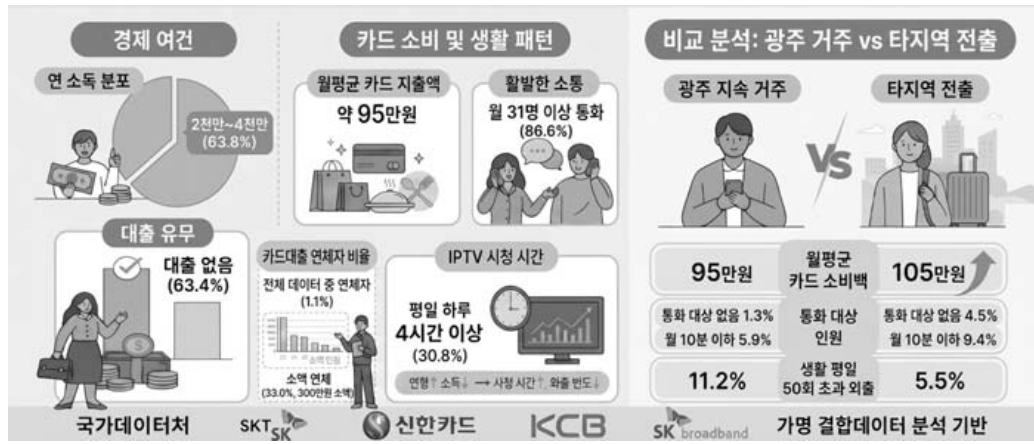 경제 여건
연 소독 분포
2천만~4천만
(63.8%)
대출 유무
대출 없음
(63.4%)
카드 소비 및 생활 패턴
월평균 카드 지출액
약 95만원
활발한 소통
월 31명 이상 통화
(86.6%)
카드대출 연체자 비율
전체 데이터 중 연체자
(1.1%)
소액 연체
(33.0%, 300만원 소액)
IPTV 시청 시간
평일 하루
4시간 이상
(30.8%)
연형↑ 소득↓ → 사청 시간↑, 와출 빈도↓
비교 분석: 광주 거주 vs 타지역 전출
광주 지속 거주
VS
타지역 전출
95만원
월평균
카드 소비백
105만원
통화 대상 없음 1.3%
월 10분 이하 5.9%
통화 대상
인원
통화 대상 없음 4.5%
월 10분 이하 9.4%
11.2%
생활 평일
50회 초과 외출
5.5%
국가데이터처
SKT SK
신한카드
KCB
SK broadband
가명 결합데이터 분석 기반